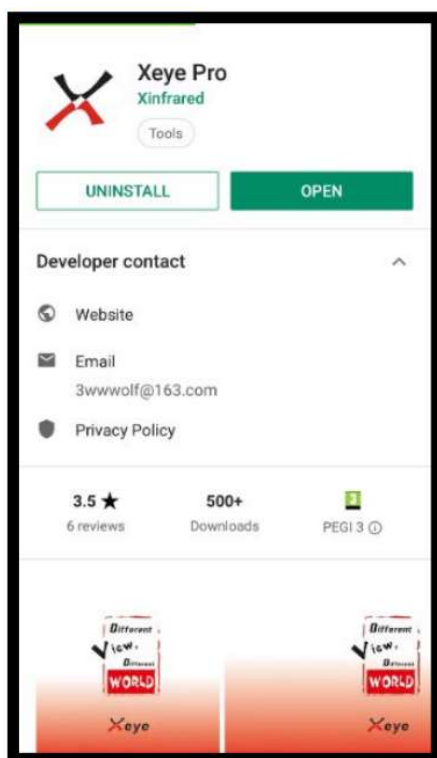 Xeye Pro
Xinfrared
Tools
UNINSTALL OPEN
Developer contact
Website
Email
3wwwolf@163.com
Privacy Policy
3.5 ★ 500+ 3
6 reviews Downloads PEGI 3
Different Different
View, View,
Different Different
WORLD WORLD
Xeye Xeye